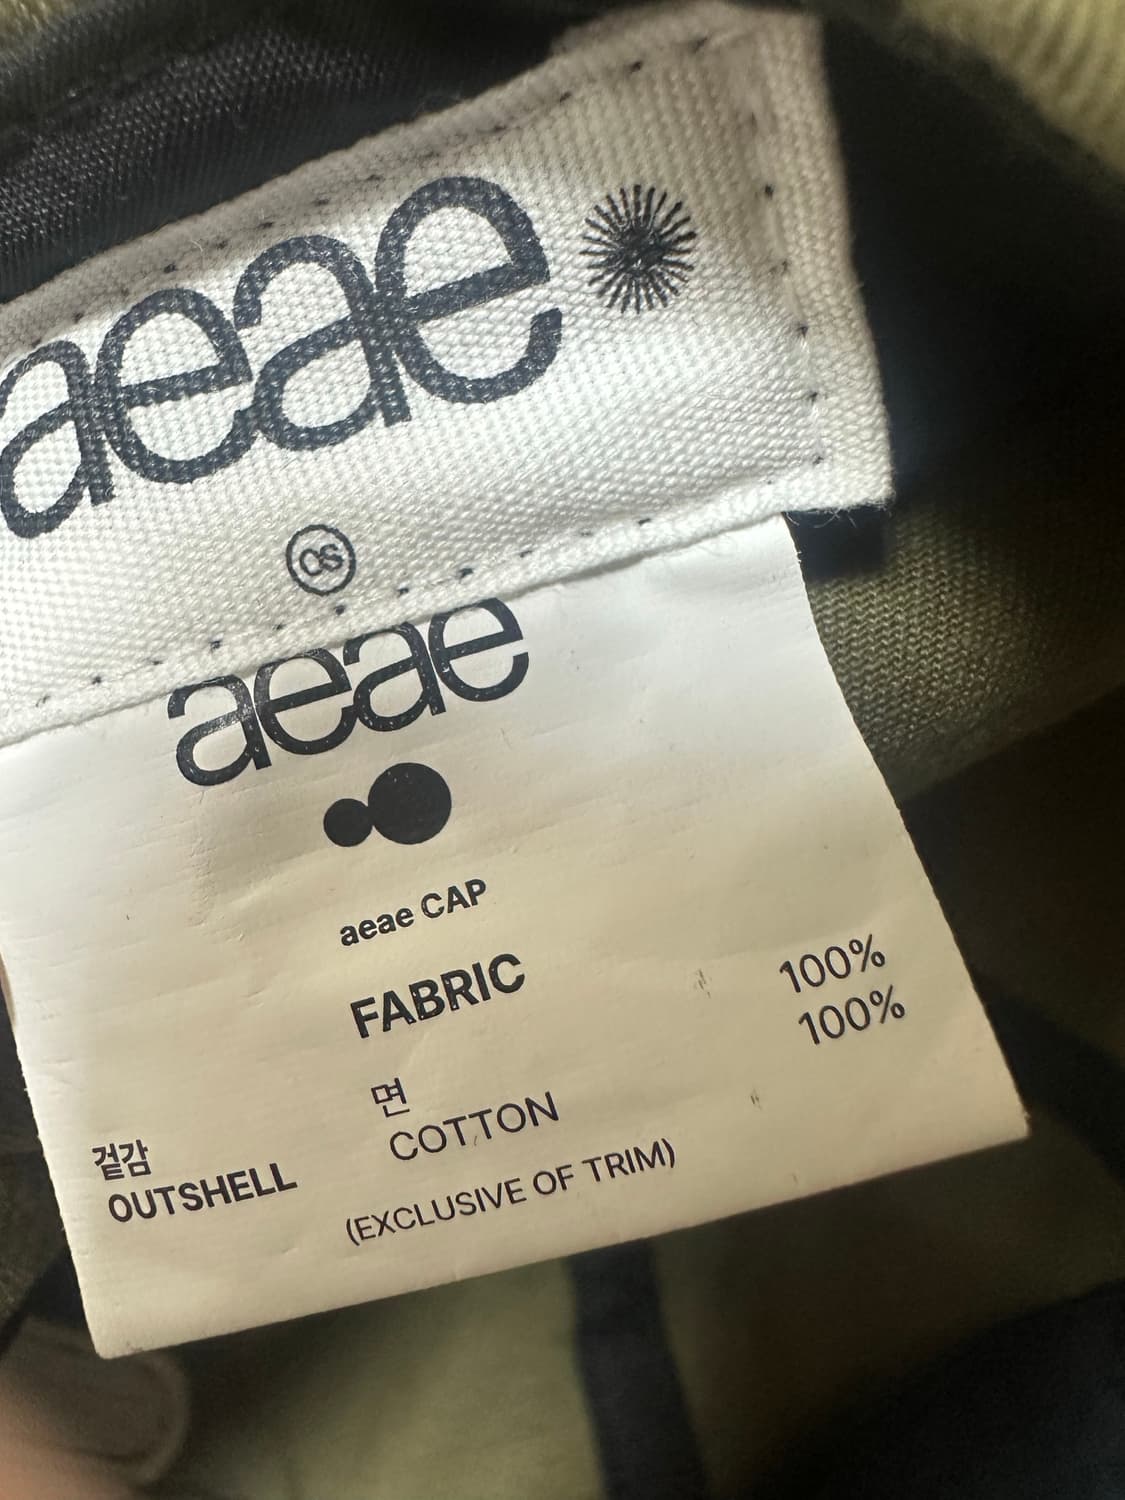 aeae
OS
aeae
aeae CAP
FABRIC
겉감 면 100%
OUTSHELL COTTON 100%
(EXCLUSIVE OF TRIM)